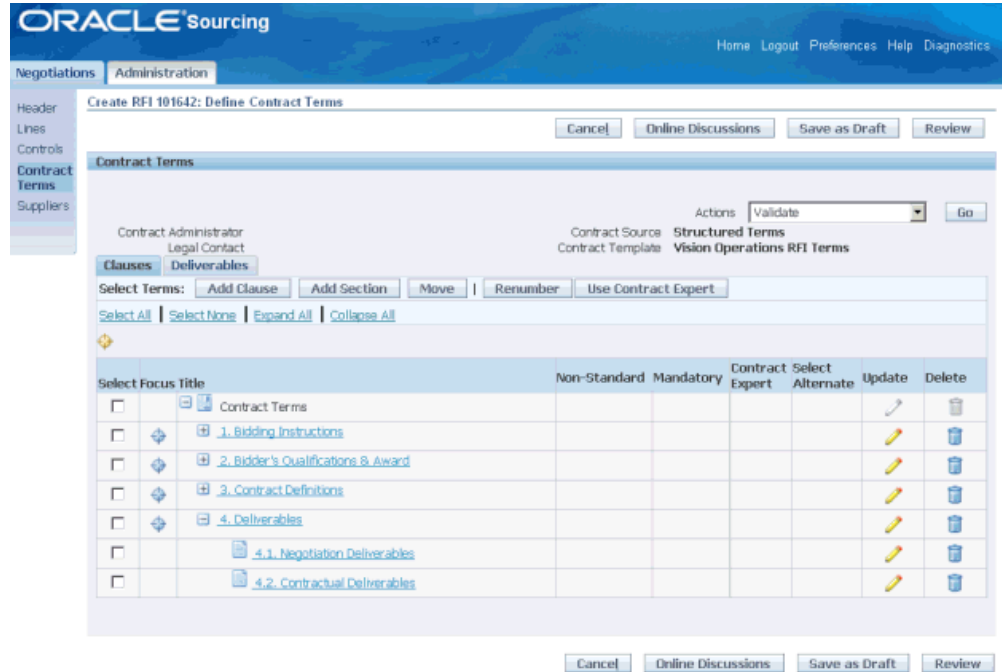 ORACLE Sourcing
Home Logout Preferences Help Diagnostics
Negotiations Administration
Header
Lines
Controls
Contract Terms
Suppliers
Create RFI 101642: Define Contract Terms
Cancel Online Discussions Save as Draft Review
Contract Terms
Actions Validate Go
Contract Administrator Contract Source Structured Terms
Legal Contact Contract Template Vision Operations RFI Terms
Clauses Deliverables
Select Terms: Add Clause Add Section Move | Renumber Use Contract Expert
Select All | Select None | Expand All | Collapse All
Select Focus Title Non-Standard Mandatory Contract Expert Select Alternate Update Delete
Contract Terms
1. Bidding Instructions
2. Bidder's Qualifications & Award
3. Contract Definitions
4. Deliverables
4.1. Negotiation Deliverables
4.2. Contractual Deliverables
Cancel Online Discussions Save as Draft Review